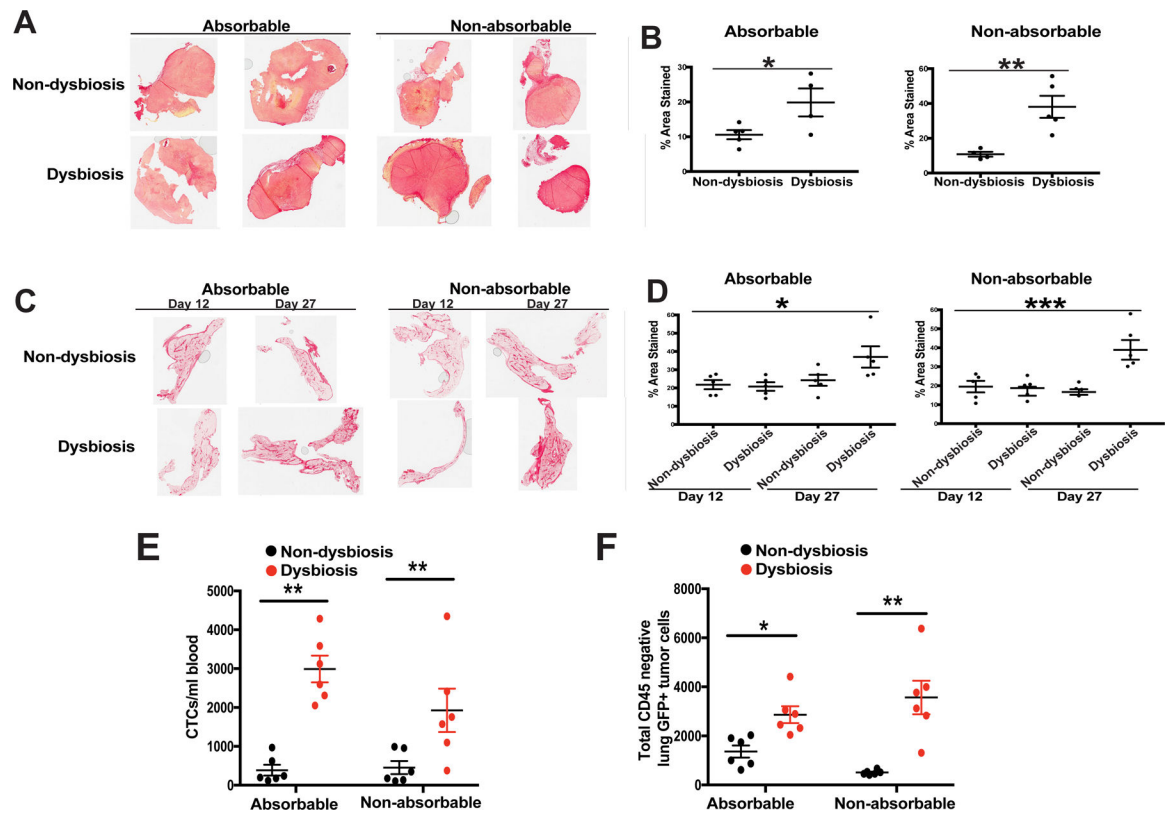 A
Absorbable
Non-absorbable
Non-dysbiosis
Dysbiosis
B
Absorbable
*
% Area Stained
30
20
10
0
Non-dysbiosis
Dysbiosis
Non-absorbable
**
% Area Stained
60
40
20
0
Non-dysbiosis
Dysbiosis
C
Absorbable
Non-absorbable
Day 12
Day 27
Day 12
Day 27
Non-dysbiosis
Dysbiosis
D
Absorbable
*
% Area Stained
60
50
40
30
20
10
0
Non-dysbiosis
Dysbiosis
Non-dysbiosis
Dysbiosis
Day 12
Day 27
Non-absorbable
***
% Area Stained
60
50
40
30
20
10
0
Non-dysbiosis
Dysbiosis
Non-dysbiosis
Dysbiosis
Day 12
Day 27
E
Non-dysbiosis
Dysbiosis
**
**
CTCs/ml blood
5000
4000
3000
2000
1000
0
Absorbable
Non-absorbable
F
Non-dysbiosis
Dysbiosis
*
**
Total CD45 negative
lung GFP+ tumor cells
8000
6000
4000
2000
0
Absorbable
Non-absorbable